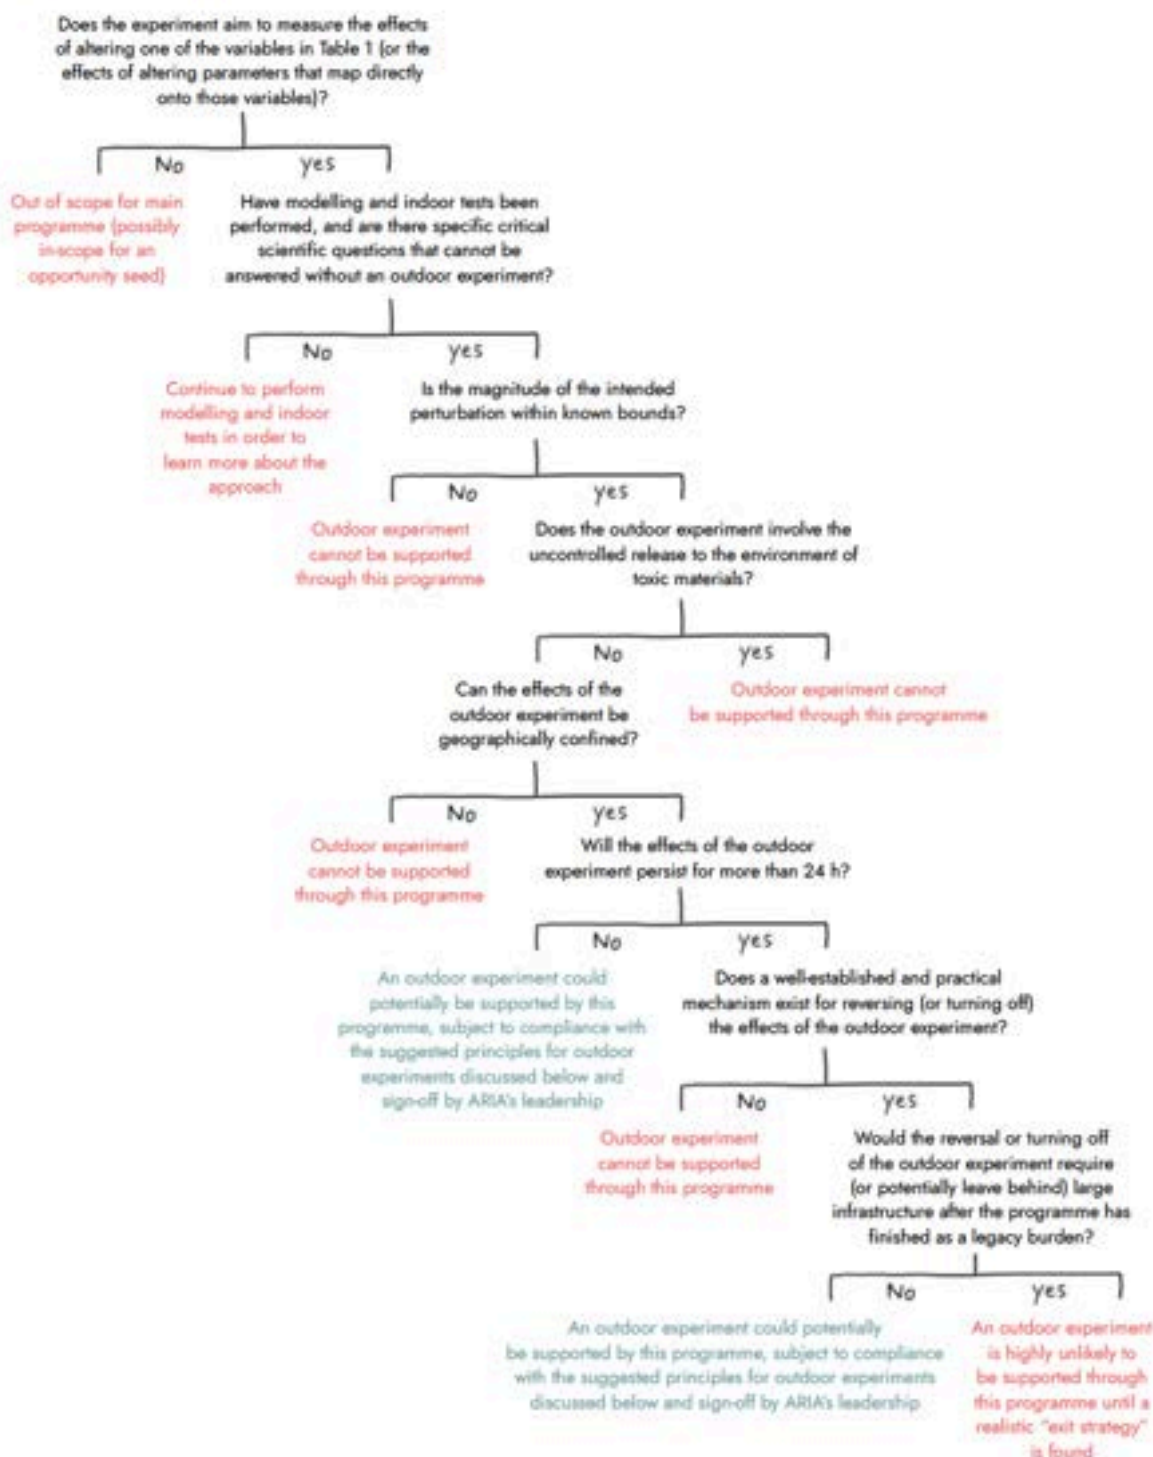 Does the experiment aim to measure the effects
of altering one of the variables in Table 1 (or the
effects of altering parameters that map directly
onto those variables)?
No
yes
Out of scope for main
programme (possibly
in-scope for an
opportunity seed)
Have modelling and indoor tests been
performed, and are there specific critical
scientific questions that cannot be
answered without an outdoor experiment?
No
yes
Continue to perform
modelling and indoor
tests in order to
learn more about the
approach
Is the magnitude of the intended
perturbation within known bounds?
No
yes
Outdoor experiment
cannot be supported
through this programme
Does the outdoor experiment involve the
uncontrolled release to the environment of
toxic materials?
No
yes
Can the effects of the
outdoor experiment be
geographically confined?
Outdoor experiment cannot
be supported through this programme
No
yes
Outdoor experiment
cannot be supported
through this programme
Will the effects of the outdoor
experiment persist for more than 24 h?
No
yes
An outdoor experiment could
potentially be supported by this
programme, subject to compliance with
the suggested principles for outdoor
experiments discussed below and
sign-off by ARIA's leadership
Does a well-established and practical
mechanism exist for reversing (or turning off)
the effects of the outdoor experiment?
No
yes
Outdoor experiment
cannot be supported
through this programme
Would the reversal or turning off
of the outdoor experiment require
(or potentially leave behind) large
infrastructure after the programme has
finished as a legacy burden?
No
yes
An outdoor experiment could potentially
be supported by this programme, subject to compliance
with the suggested principles for outdoor experiments
discussed below and sign-off by ARIA's leadership
An outdoor experiment
is highly unlikely to
be supported through
this programme until a
realistic "exit strategy"
is found